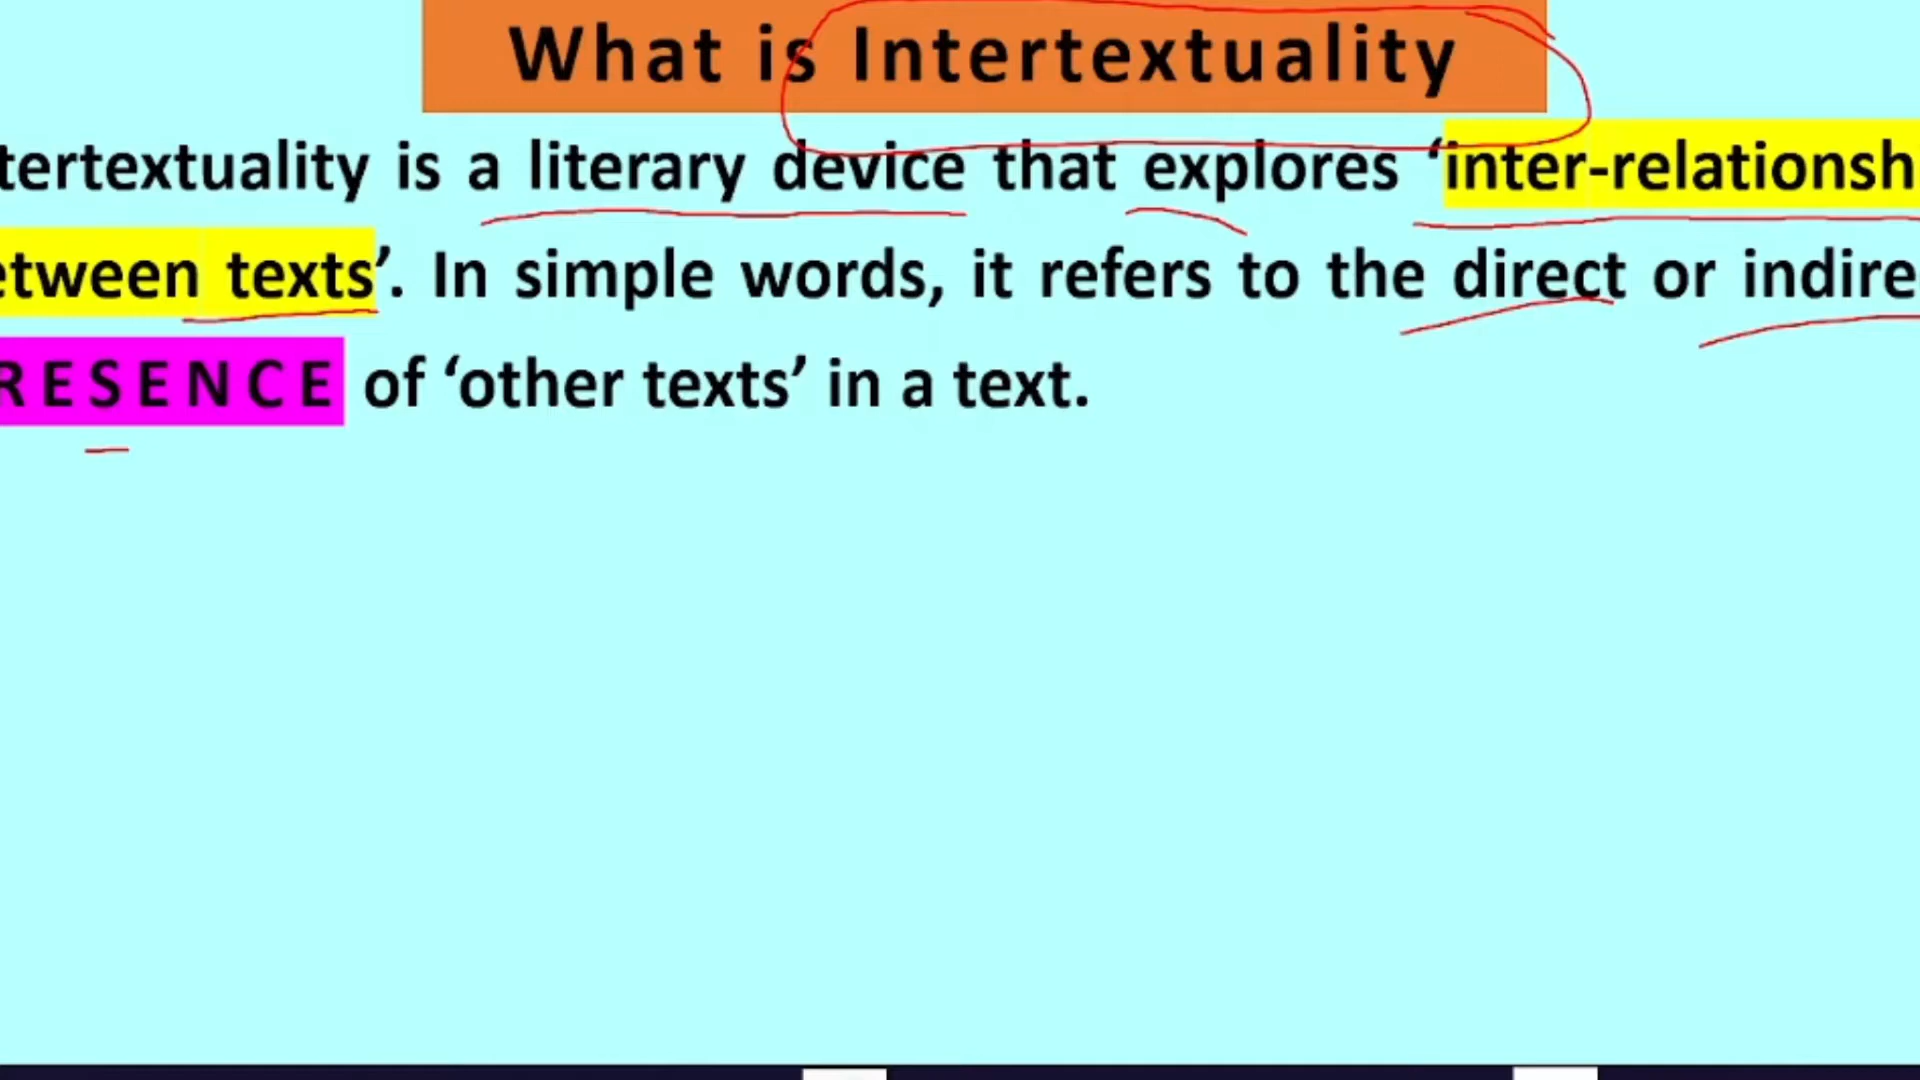 What is Intertextuality
tertextuality is a literary device that explores ‘inter-relationsh
etween texts’. In simple words, it refers to the direct or indire
RESENCE of ‘other texts’ in a text.